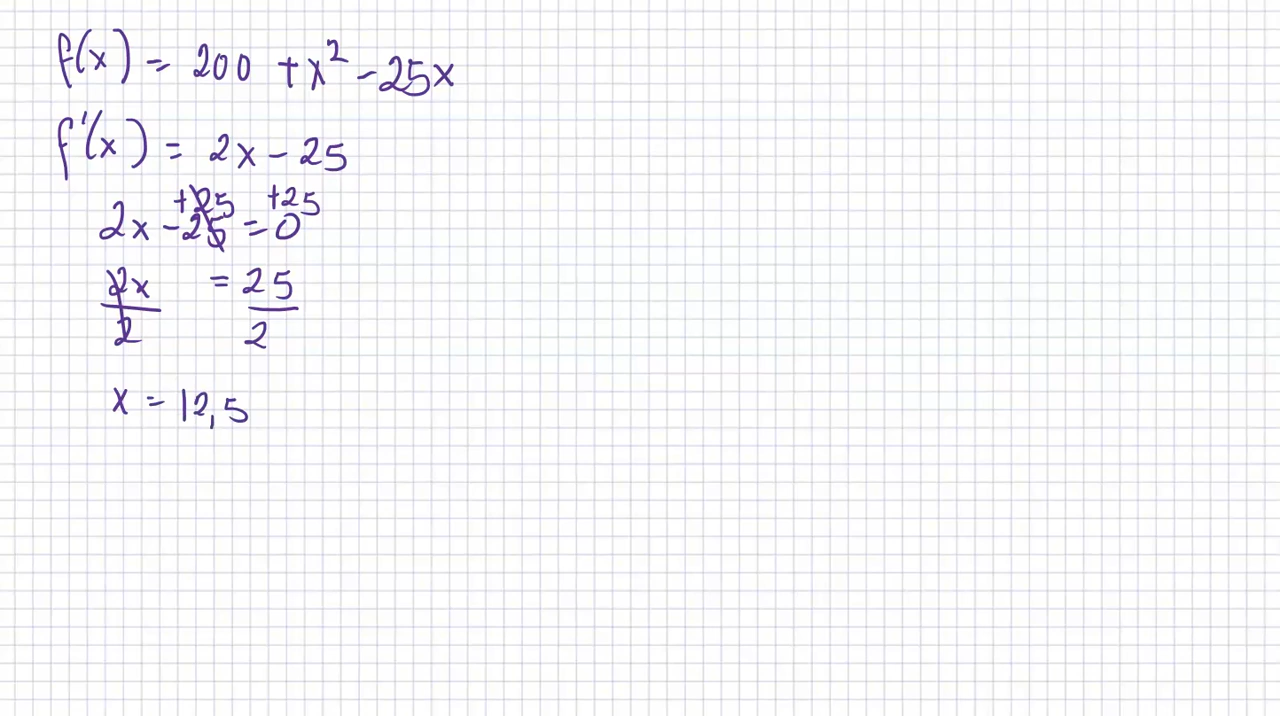 f(x) = 200 + x² - 25x
f'(x) = 2x - 25
+25 +25
2x - 25 = 0
2x = 25
2 2
x = 12,5